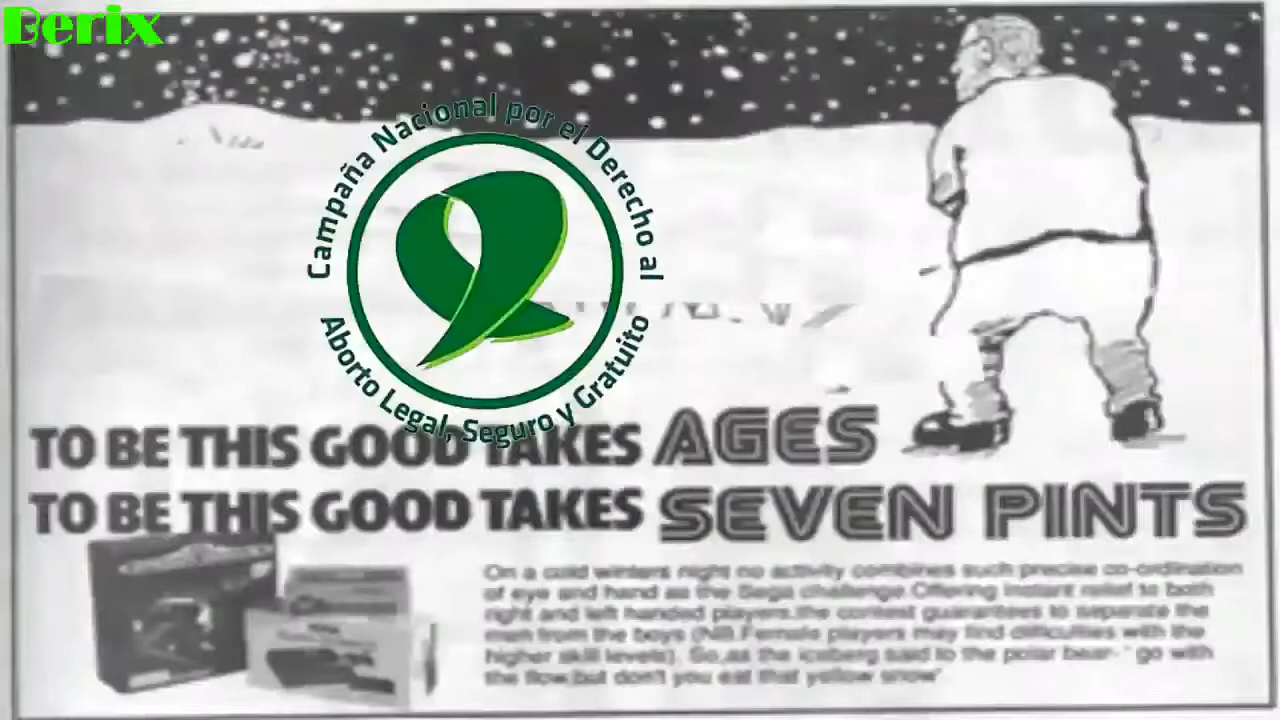 Berix
Campaña Nacional por el Derecho al
Aborto Legal, Seguro y Gratuito
TO BE THIS GOOD TAKES AGES
TO BE THIS GOOD TAKES SEVEN PINTS
On a cold winters night no activity combines such precise co-ordination
of eye and hand as the Sega challenge.Offering instant relief to both
right and left handed players.the contest guarantees to separate the
men from the boys (NB.Female players may find difficulties with the
higher skill levels). So,as the iceberg said to the polar bear- " go with
the flow,but don't you eat that yellow snow"